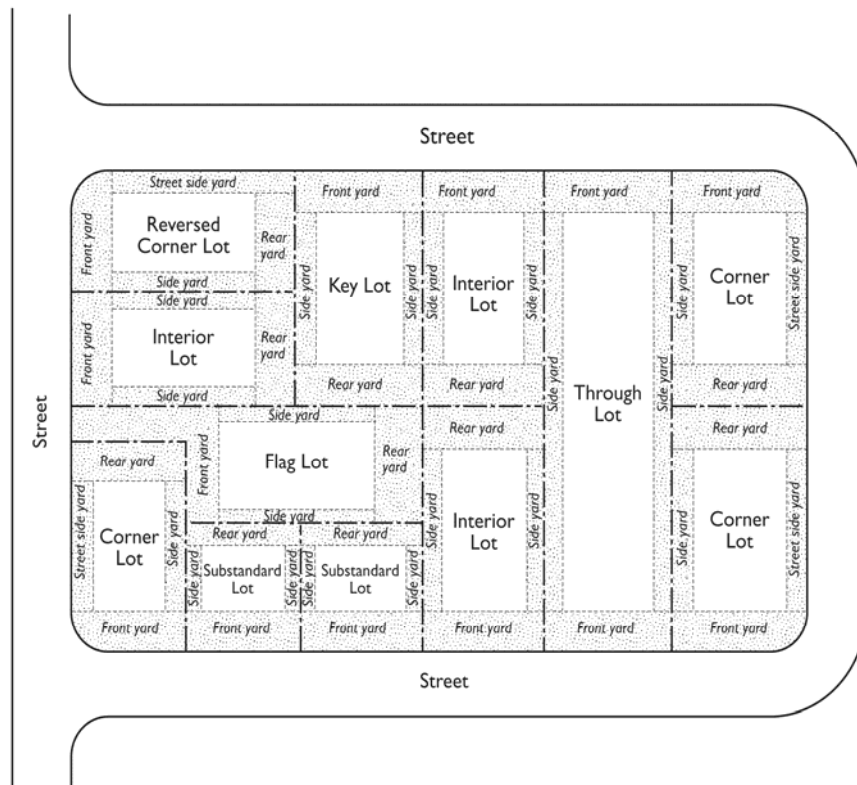 Street
Street side yard
Front yard
Front yard
Front yard
Front yard
Front yard
Reversed
Corner Lot
Rear
yard
Side yard
Side yard
Key Lot
Side yard
Side yard
Interior
Lot
Side yard
Corner
Lot
Side yard
Street side yard
Side yard
Front yard
Interior
Lot
Rear
yard
Side yard
Rear yard
Rear yard
Side yard
Through
Lot
Side yard
Rear yard
Street
Side yard
Front yard
Flag Lot
Rear
yard
Side yard
Rear yard
Rear yard
Rear yard
Street side yard
Corner
Lot
Side yard
Rear yard
Rear yard
Side yard
Substandard
Lot
Side yard
Side yard
Substandard
Lot
Side yard
Side yard
Interior
Lot
Side yard
Side yard
Corner
Lot
Street side yard
Front yard
Front yard
Front yard
Front yard
Front yard
Front yard
Street